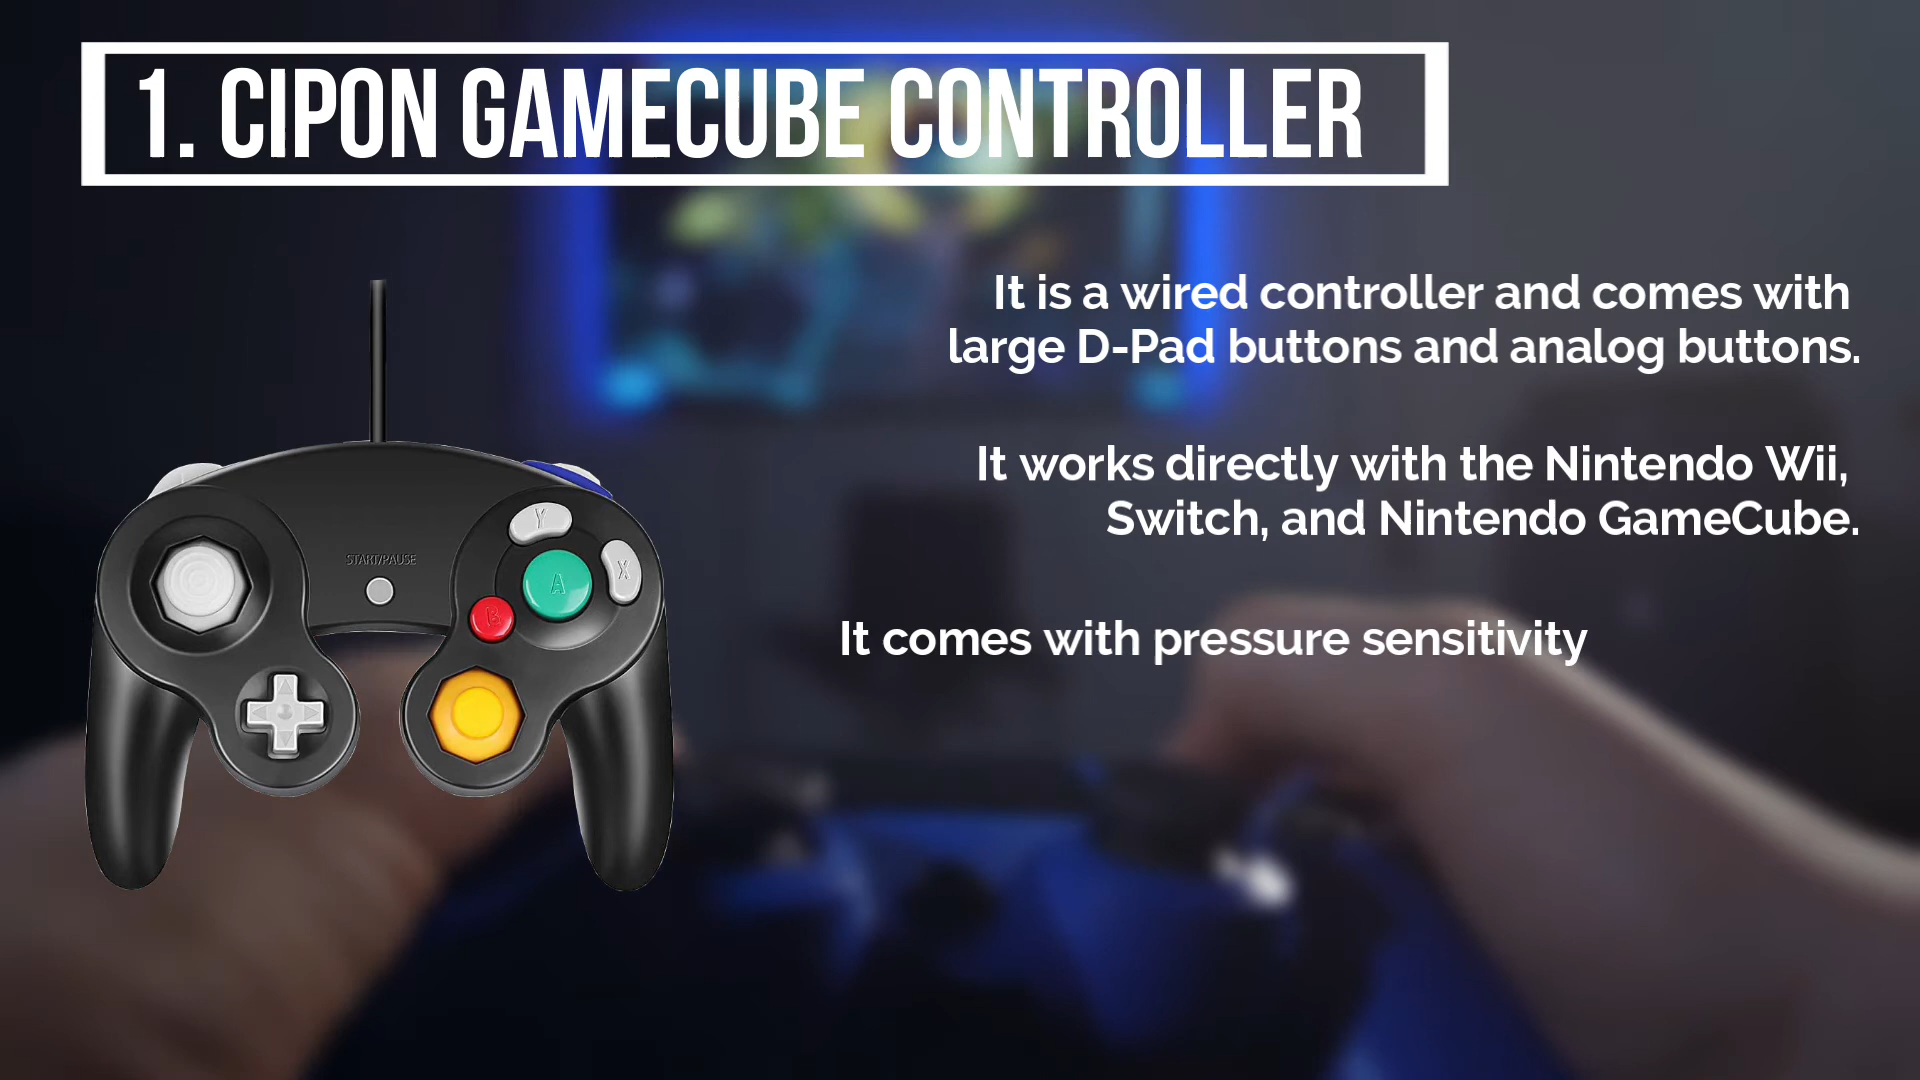 1. CIPON GAMECUBE CONTROLLER
It is a wired controller and comes with
large D-Pad buttons and analog buttons.
It works directly with the Nintendo Wii,
Switch, and Nintendo GameCube.
It comes with pressure sensitivity
START/PAUSE
Y
X
A
B